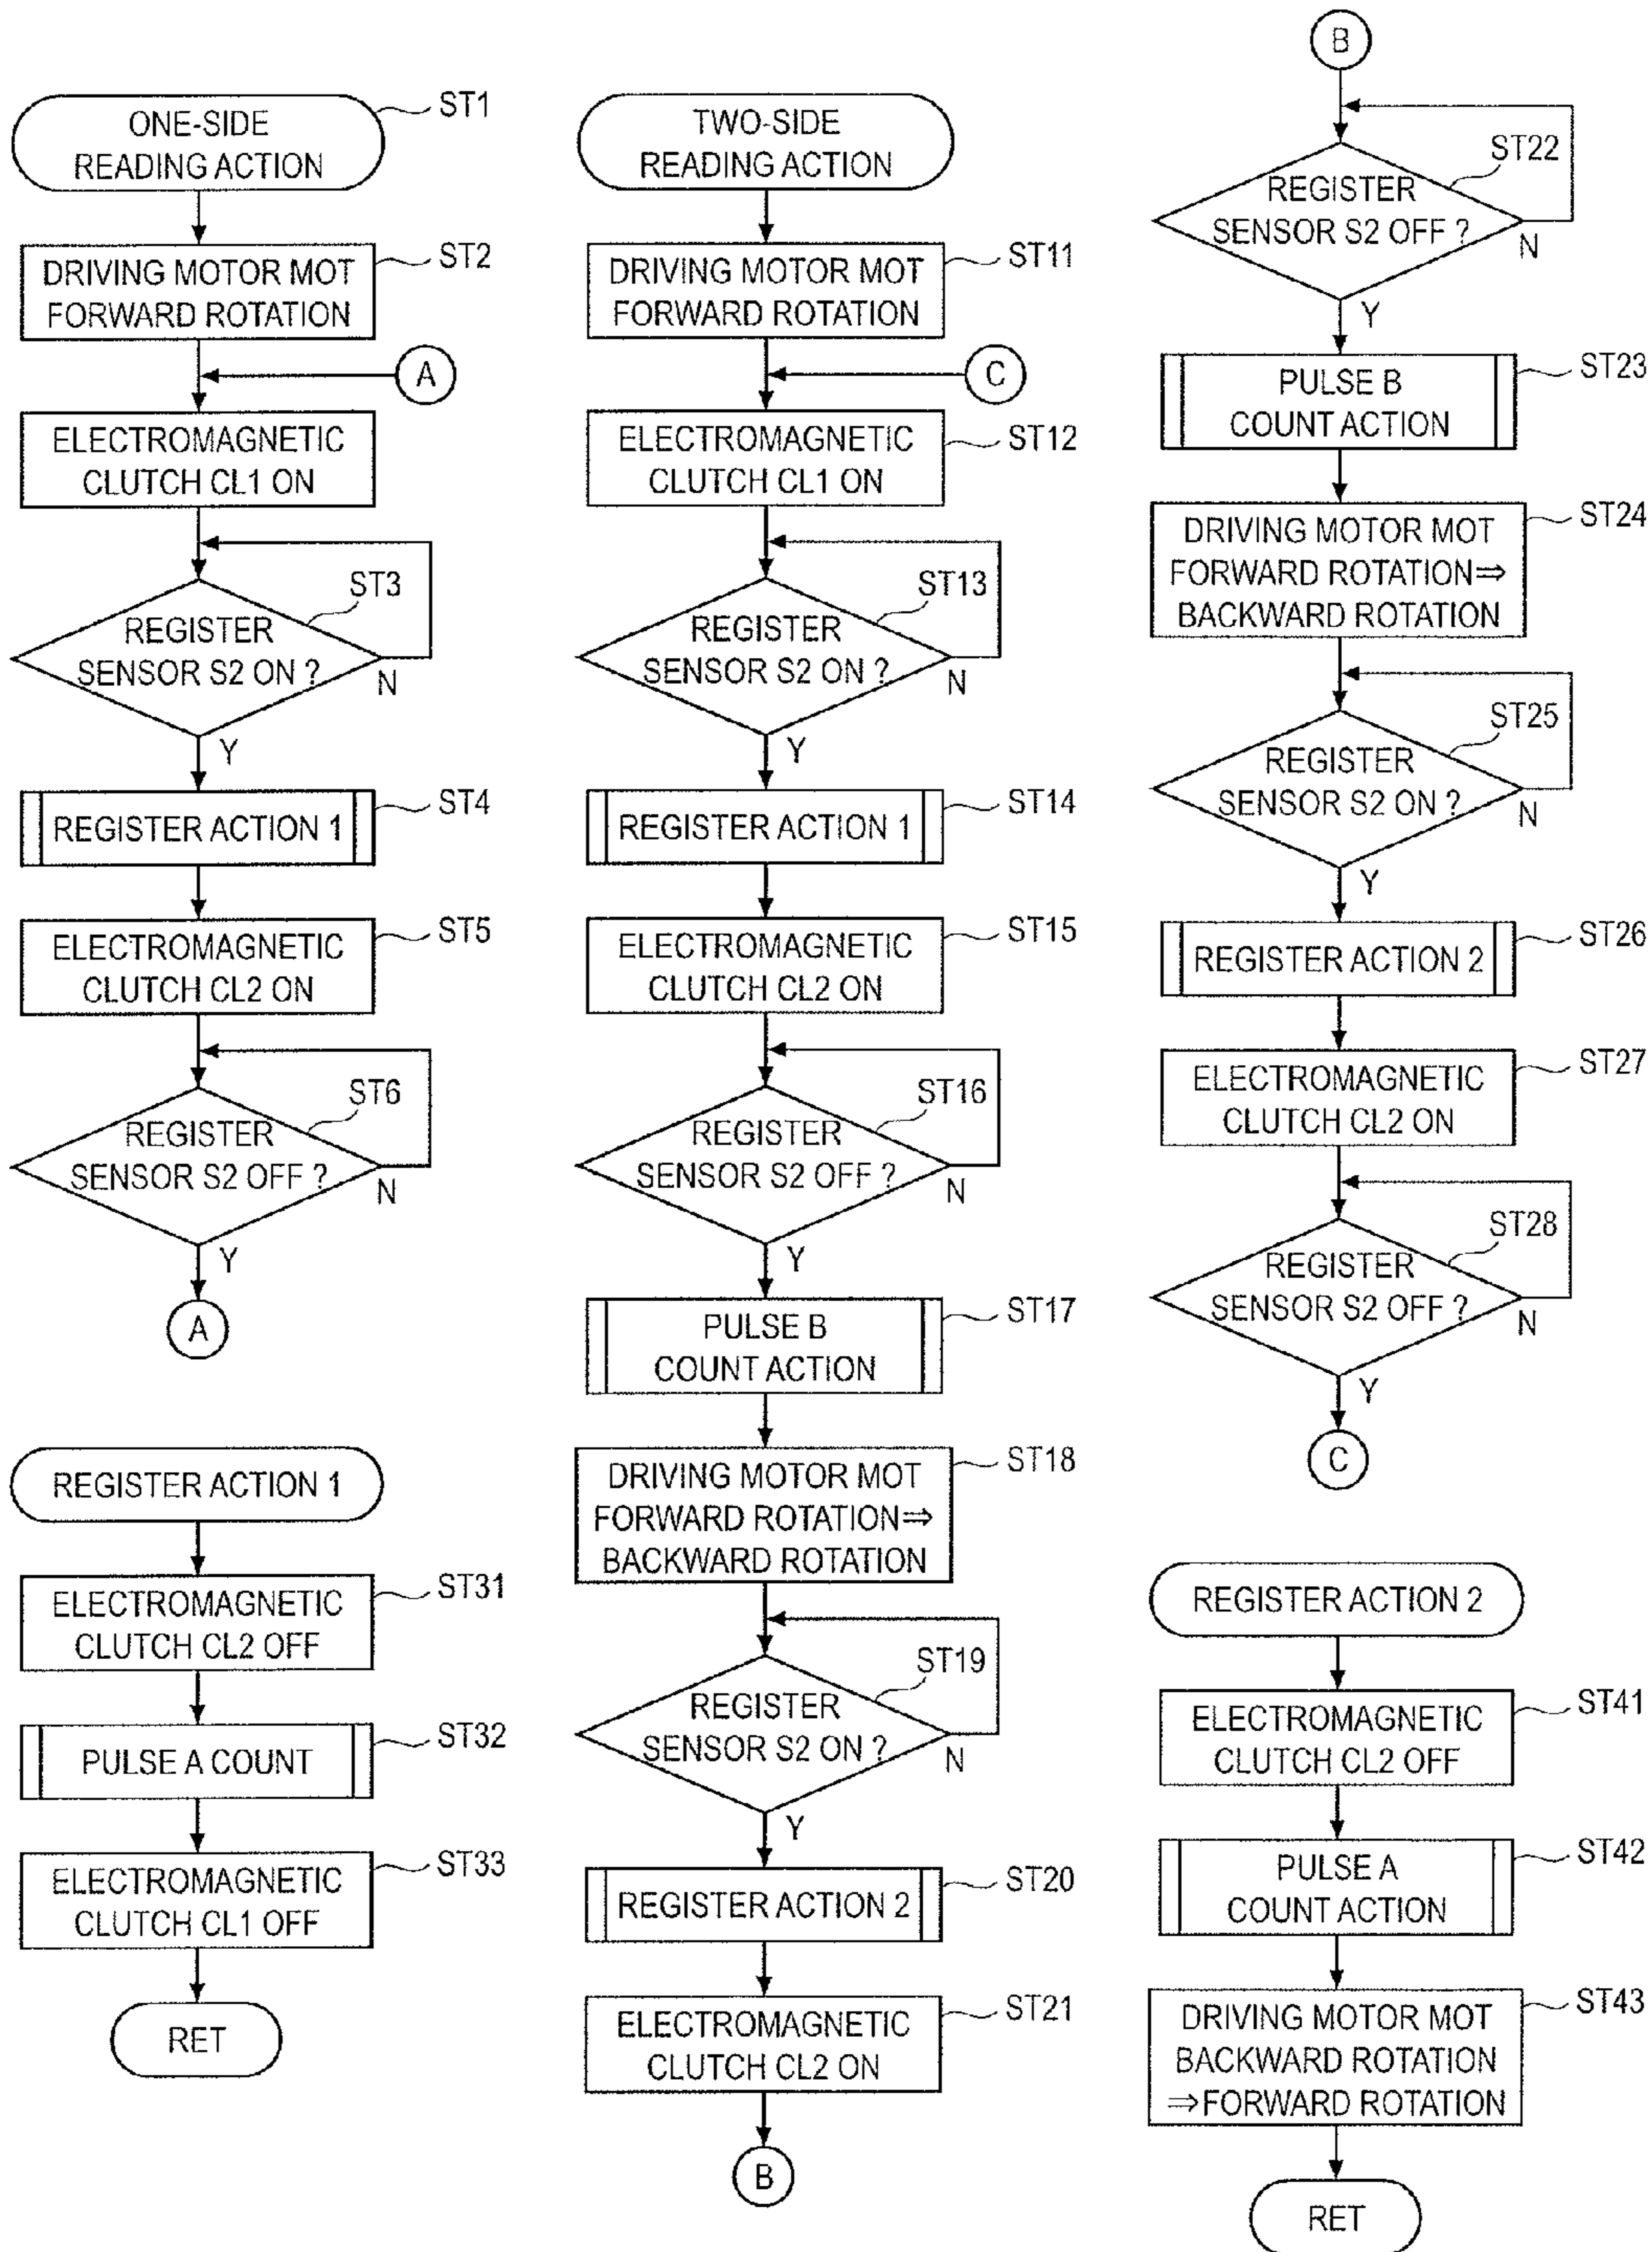 ONE-SIDE
READING ACTION
ST1
DRIVING MOTOR MOT
FORWARD ROTATION
ST2
A
ELECTROMAGNETIC
CLUTCH CL1 ON
ST3
REGISTER
SENSOR S2 ON ?
N
Y
REGISTER ACTION 1
ST4
ELECTROMAGNETIC
CLUTCH CL2 ON
ST5
ST6
REGISTER
SENSOR S2 OFF ?
N
Y
A
REGISTER ACTION 1
ELECTROMAGNETIC
CLUTCH CL2 OFF
ST31
PULSE A COUNT
ST32
ELECTROMAGNETIC
CLUTCH CL1 OFF
ST33
RET
TWO-SIDE
READING ACTION
DRIVING MOTOR MOT
FORWARD ROTATION
ST11
C
ELECTROMAGNETIC
CLUTCH CL1 ON
ST12
ST13
REGISTER
SENSOR S2 ON ?
N
Y
REGISTER ACTION 1
ST14
ELECTROMAGNETIC
CLUTCH CL2 ON
ST15
ST16
REGISTER
SENSOR S2 OFF ?
N
Y
PULSE B
COUNT ACTION
ST17
DRIVING MOTOR MOT
FORWARD ROTATION⇒
BACKWARD ROTATION
ST18
ST19
REGISTER
SENSOR S2 ON ?
N
Y
REGISTER ACTION 2
ST20
ELECTROMAGNETIC
CLUTCH CL2 ON
ST21
B
B
ST22
REGISTER
SENSOR S2 OFF ?
N
Y
PULSE B
COUNT ACTION
ST23
DRIVING MOTOR MOT
FORWARD ROTATION⇒
BACKWARD ROTATION
ST24
ST25
REGISTER
SENSOR S2 ON ?
N
Y
REGISTER ACTION 2
ST26
ELECTROMAGNETIC
CLUTCH CL2 ON
ST27
ST28
REGISTER
SENSOR S2 OFF ?
N
Y
C
REGISTER ACTION 2
ELECTROMAGNETIC
CLUTCH CL2 OFF
ST41
PULSE A
COUNT ACTION
ST42
DRIVING MOTOR MOT
BACKWARD ROTATION
⇒FORWARD ROTATION
ST43
RET